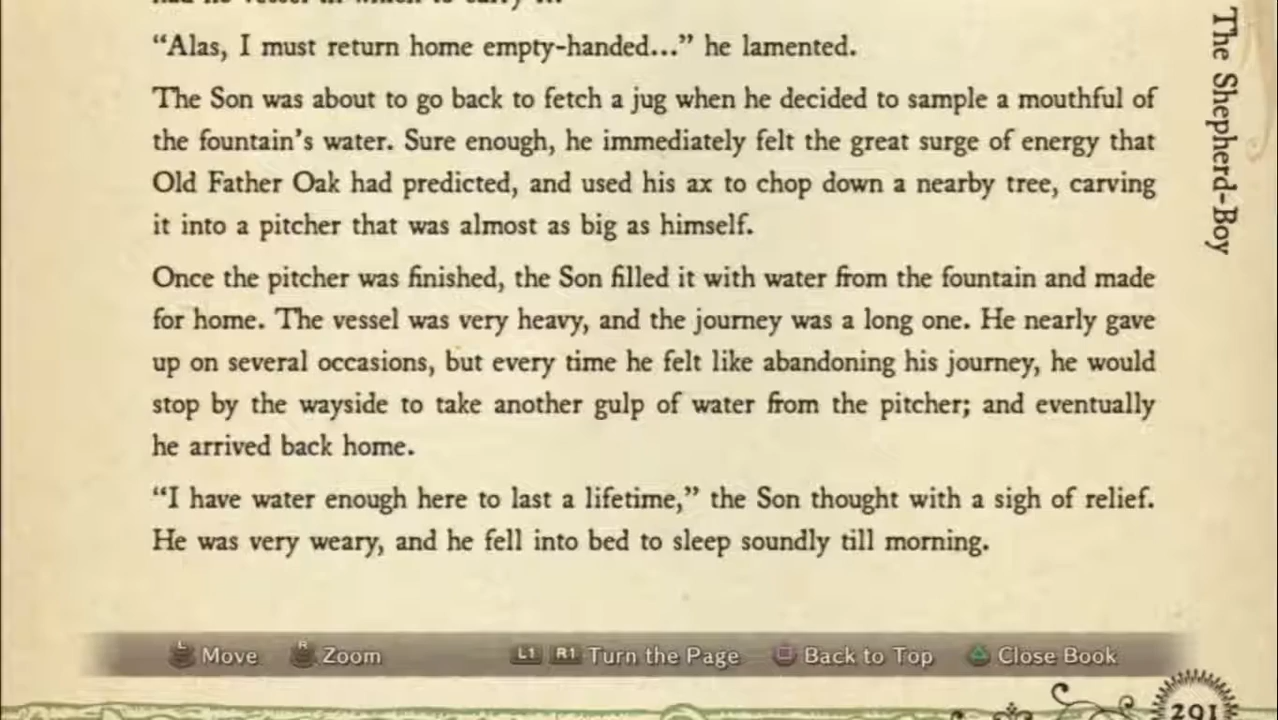 “Alas, I must return home empty-handed...” he lamented.
The Son was about to go back to fetch a jug when he decided to sample a mouthful of
the fountain’s water. Sure enough, he immediately felt the great surge of energy that
Old Father Oak had predicted, and used his ax to chop down a nearby tree, carving
it into a pitcher that was almost as big as himself.
Once the pitcher was finished, the Son filled it with water from the fountain and made
for home. The vessel was very heavy, and the journey was a long one. He nearly gave
up on several occasions, but every time he felt like abandoning his journey, he would
stop by the wayside to take another gulp of water from the pitcher; and eventually
he arrived back home.
“I have water enough here to last a lifetime,” the Son thought with a sigh of relief.
He was very weary, and he fell into bed to sleep soundly till morning.
The Shepherd-Boy
L Move R Zoom L1 R1 Turn the Page Back to Top Close Book
291